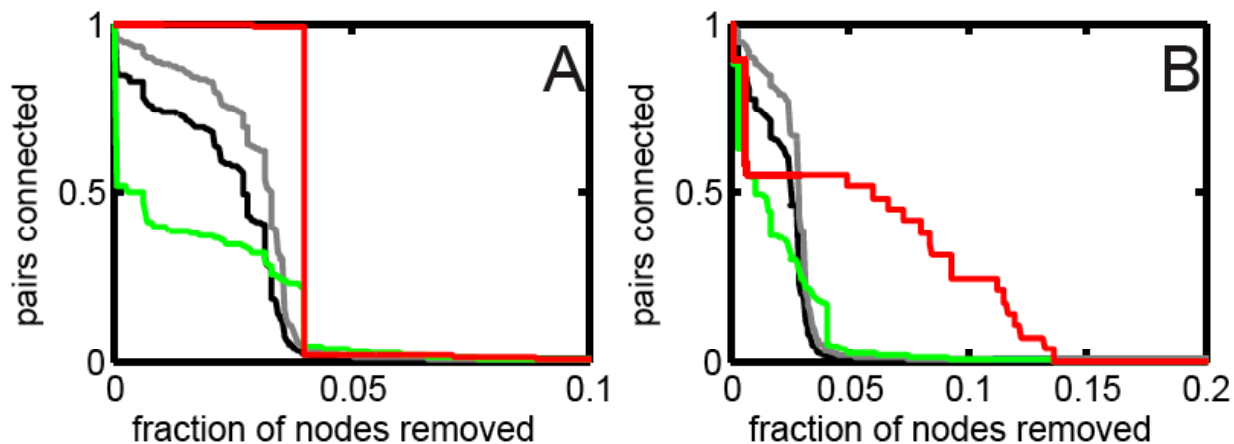 1
A
pairs connected
0.5
0
0
0.05
0.1
fraction of nodes removed
1
B
pairs connected
0.5
0
0
0.05
0.1
0.15
0.2
fraction of nodes removed